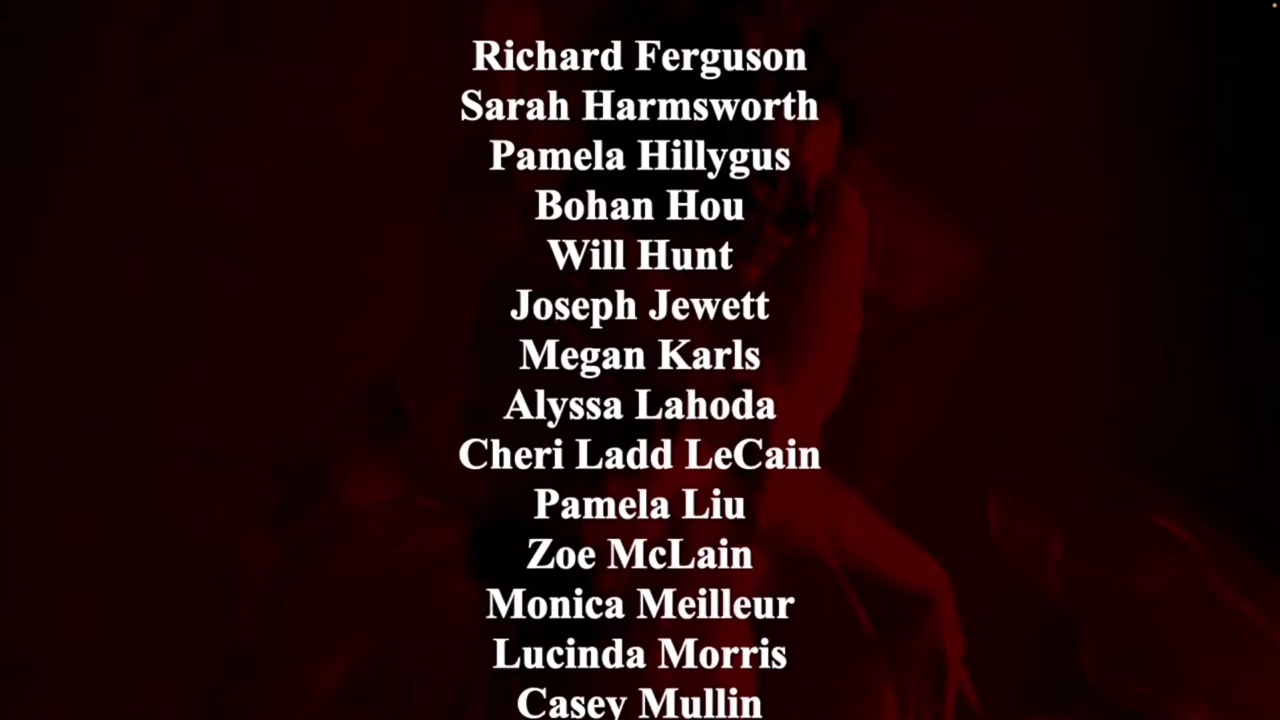 Richard Ferguson
Sarah Harmsworth
Pamela Hillygus
Bohan Hou
Will Hunt
Joseph Jewett
Megan Karls
Alyssa Lahoda
Cheri Ladd LeCain
Pamela Liu
Zoe McLain
Monica Meilleur
Lucinda Morris
Casey Mullin